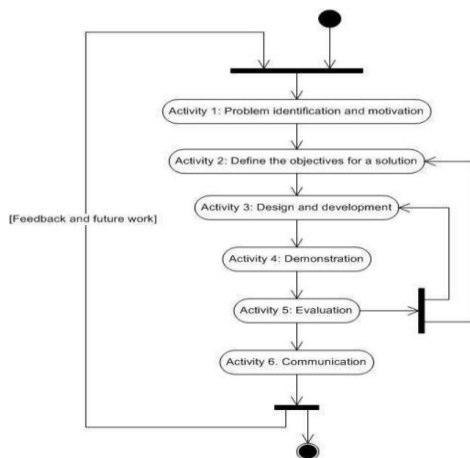 Activity 1: Problem identification and motivation
Activity 2: Define the objectives for a solution
Activity 3: Design and development
[Feedback and future work]
Activity 4: Demonstration
Activity 5: Evaluation
Activity 6. Communication